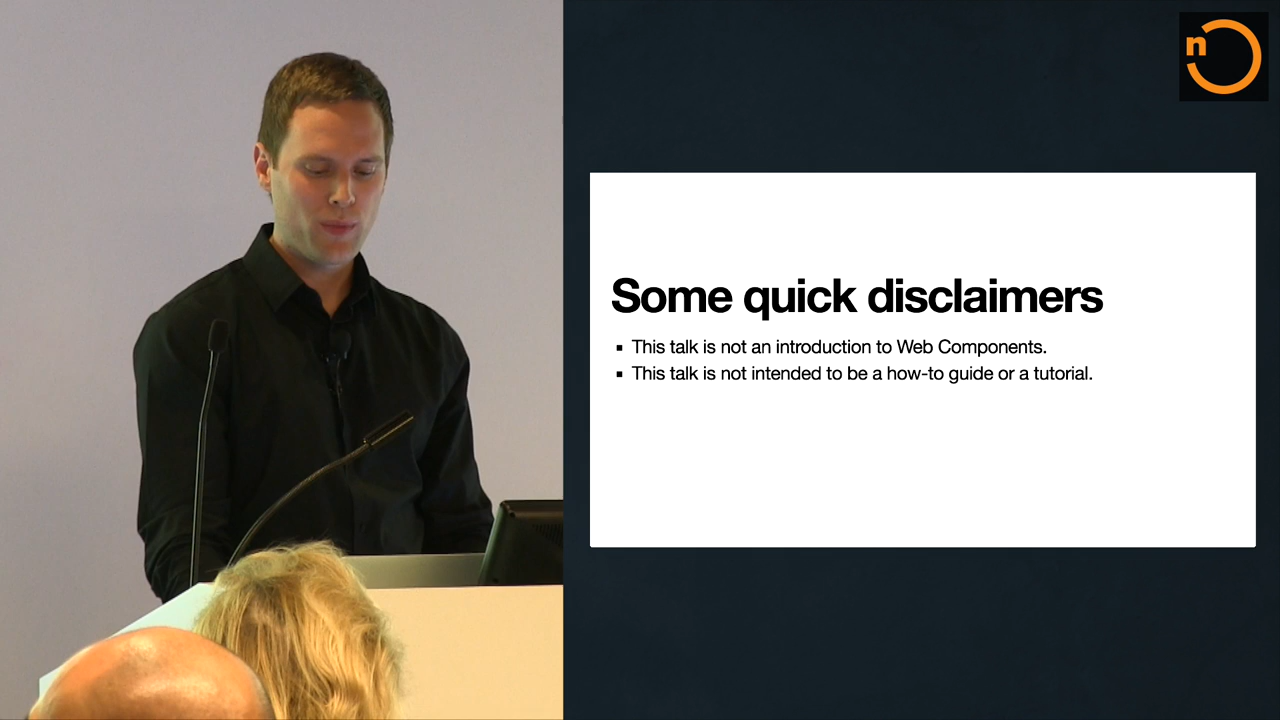 n
Some quick disclaimers
▪ This talk is not an introduction to Web Components.
▪ This talk is not intended to be a how-to guide or a tutorial.